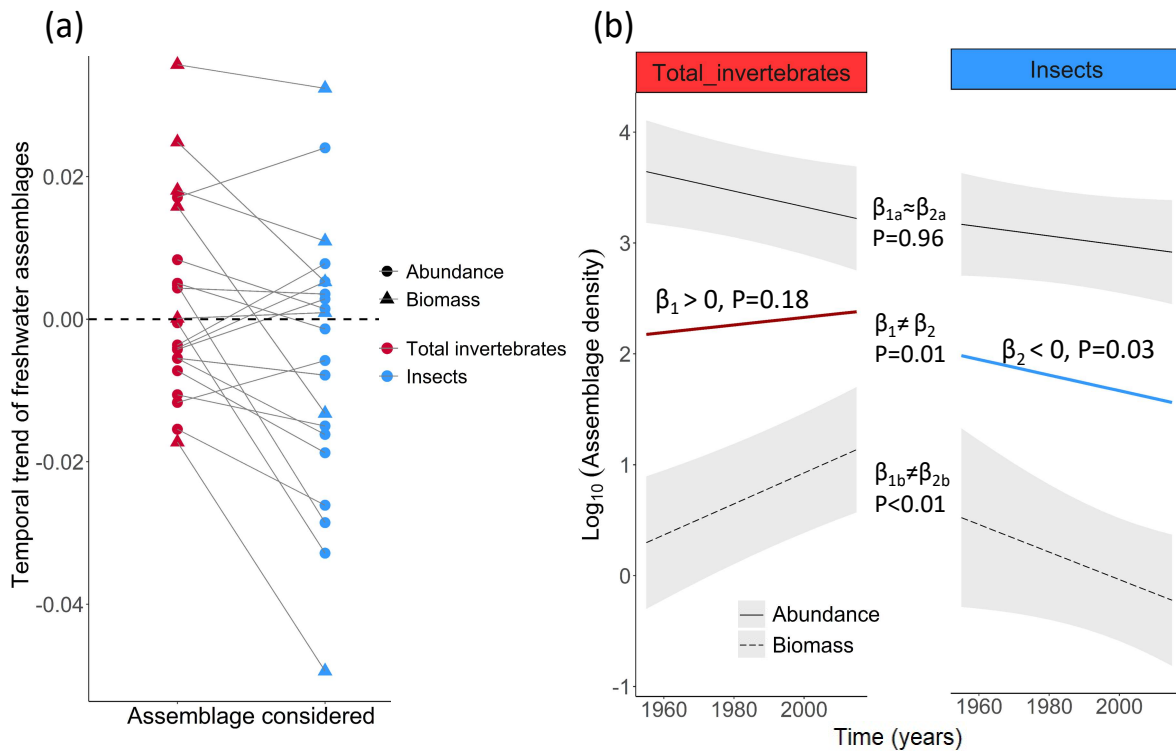 (a)
Temporal trend of freshwater assemblages
0.02
0.00
-0.02
-0.04
Assemblage considered
Abundance
Biomass
Total invertebrates
Insects
(b)
Total_invertebrates
Insects
Log₁₀(Assemblage density)
4
3
2
1
0
-1
β₁ₐ≈β₂ₐ
P=0.96
β₁ > 0, P=0.18
β₁ ≠ β₂
P=0.01
β₂ < 0, P=0.03
β1b≠β2b
P<0.01
Abundance
Biomass
1960
1980
2000
1960
1980
2000
Time (years)